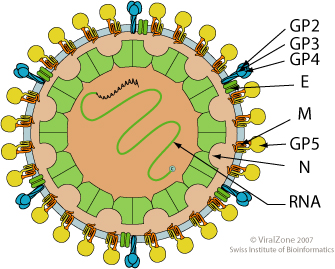 GP2
GP3
GP4
E
M
GP5
N
RNA
© ViralZone 2007
Swiss Institute of Bioinformatics